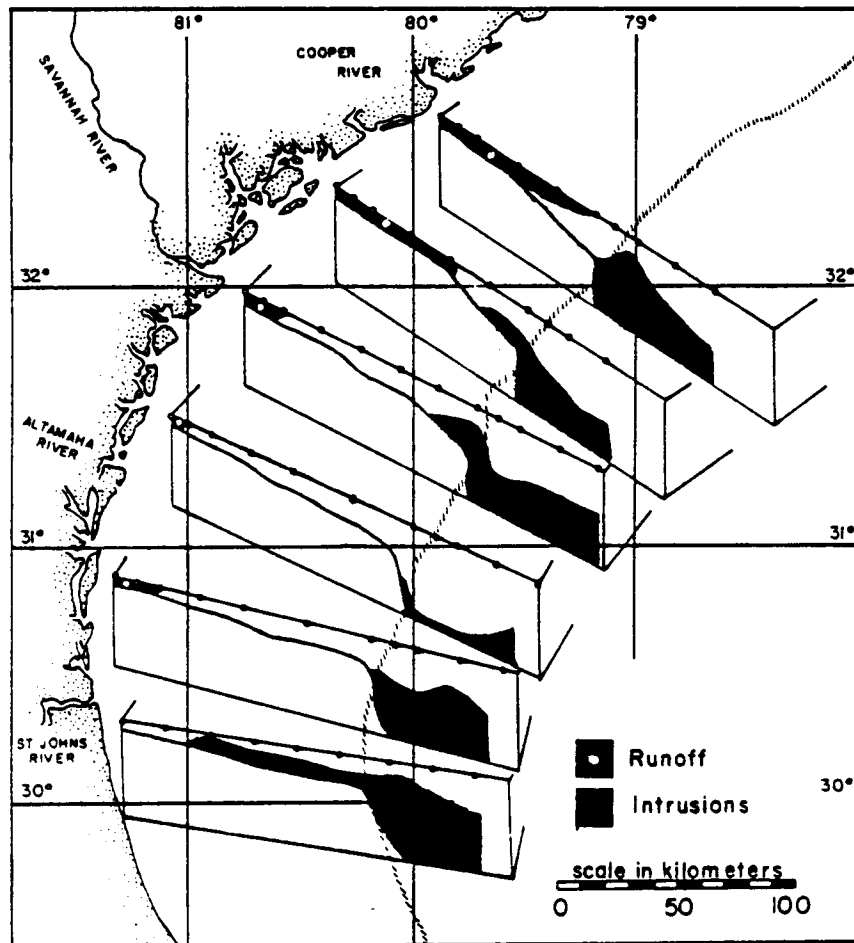 81°
80°
79°
COOPER
RIVER
SAVANNAH RIVER
32°
32°
ALTAMAHA
RIVER
31°
31°
ST JOHNS
RIVER
30°
30°
Runoff
Intrusions
scale in kilometers
0 50 100